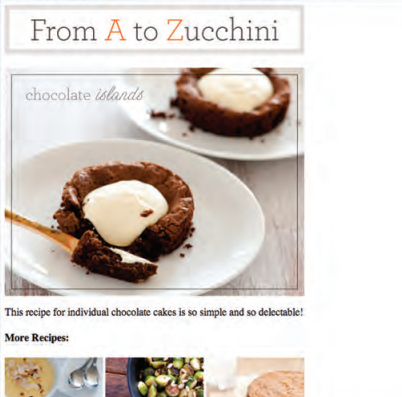 From A to Zucchini
chocolate islands
This recipe for individual chocolate cakes is so simple and so delectable!
More Recipes: